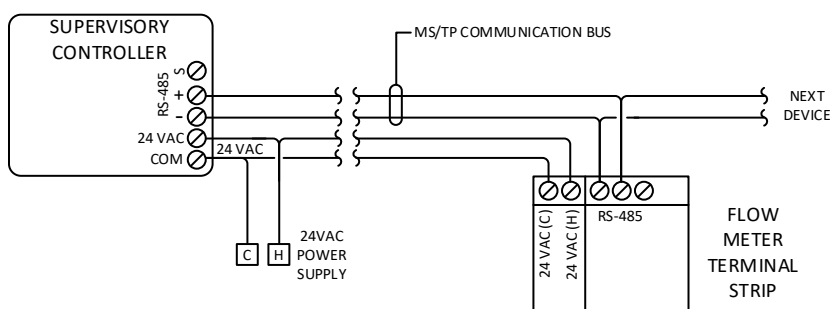 SUPERVISORY
CONTROLLER
MS/TP COMMUNICATION BUS
S
RS-485
+
-
24 VAC
COM
24 VAC
NEXT
DEVICE
C
H
24VAC
POWER
SUPPLY
24 VAC (C)
24 VAC (H)
RS-485
FLOW
METER
TERMINAL
STRIP